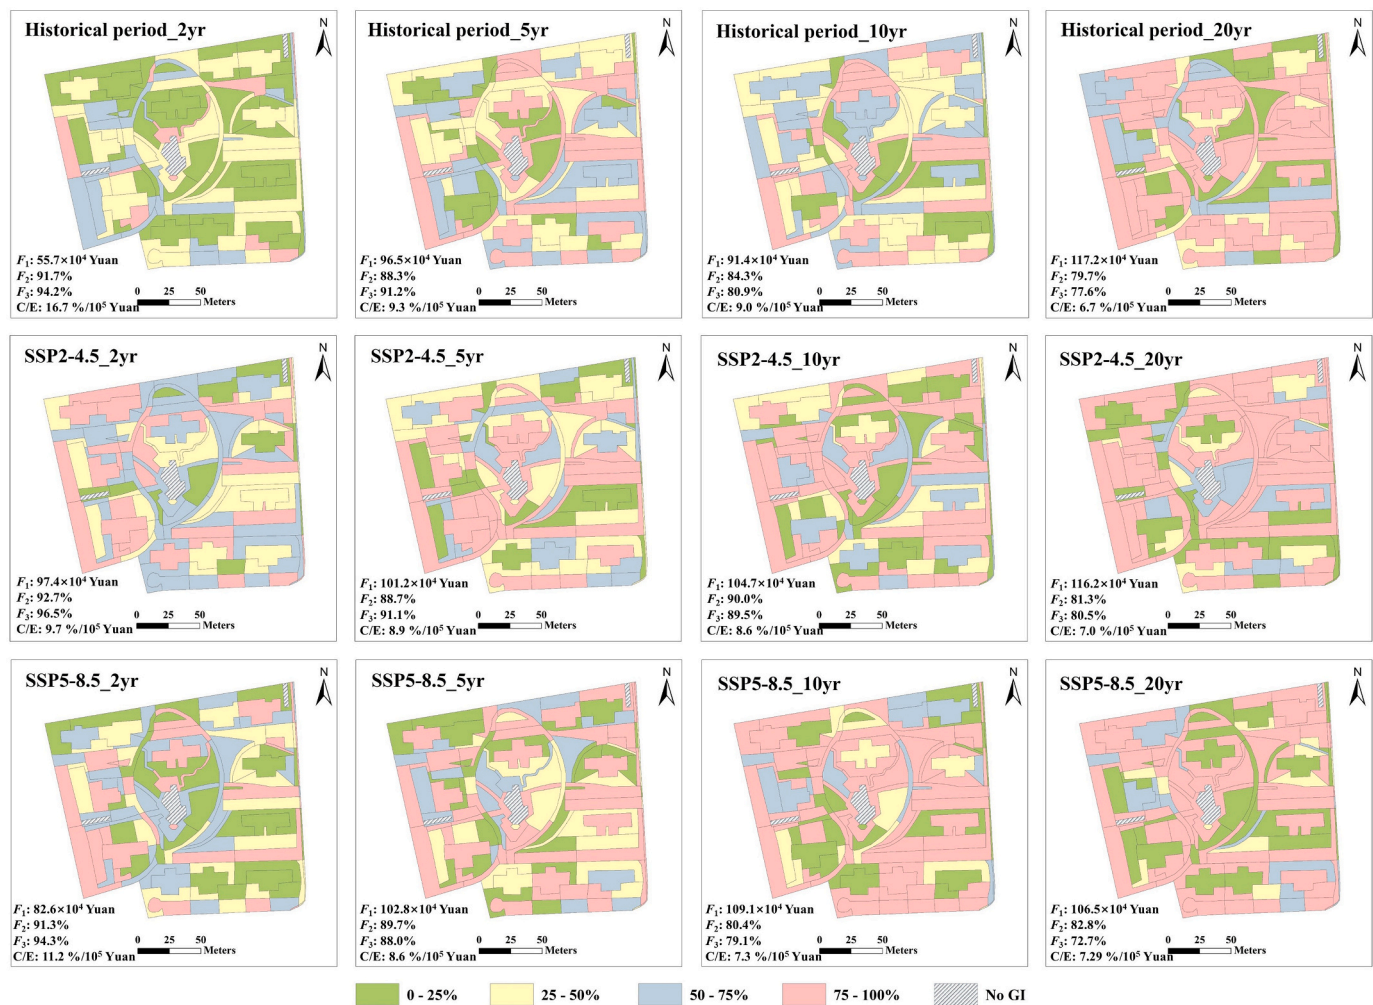 Historical period_2yr
N
F₁: 55.7×10⁴ Yuan
F₂: 91.7%
F₃: 94.2%
C/E: 16.7 %/10⁵ Yuan
0 25 50
Meters
Historical period_5yr
N
F₁: 96.5×10⁴ Yuan
F₂: 88.3%
F₃: 91.2%
C/E: 9.3 %/10⁵ Yuan
0 25 50
Meters
Historical period_10yr
N
F₁: 91.4×10⁴ Yuan
F₂: 84.3%
F₃: 80.9%
C/E: 9.0 %/10⁵ Yuan
0 25 50
Meters
Historical period_20yr
N
F₁: 117.2×10⁴ Yuan
F₂: 79.7%
F₃: 77.6%
C/E: 6.7 %/10⁵ Yuan
0 25 50
Meters
SSP2-4.5_2yr
N
F₁: 97.4×10⁴ Yuan
F₂: 92.7%
F₃: 96.5%
C/E: 9.7 %/10⁵ Yuan
0 25 50
Meters
SSP2-4.5_5yr
N
F₁: 101.2×10⁴ Yuan
F₂: 88.7%
F₃: 91.1%
C/E: 8.9 %/10⁵ Yuan
0 25 50
Meters
SSP2-4.5_10yr
N
F₁: 104.7×10⁴ Yuan
F₂: 90.0%
F₃: 89.5%
C/E: 8.6 %/10⁵ Yuan
0 25 50
Meters
SSP2-4.5_20yr
N
F₁: 116.2×10⁴ Yuan
F₂: 81.3%
F₃: 80.5%
C/E: 7.0 %/10⁵ Yuan
0 25 50
Meters
SSP5-8.5_2yr
N
F₁: 82.6×10⁴ Yuan
F₂: 91.3%
F₃: 94.3%
C/E: 11.2 %/10⁵ Yuan
0 25 50
Meters
SSP5-8.5_5yr
N
F₁: 102.8×10⁴ Yuan
F₂: 89.7%
F₃: 88.0%
C/E: 8.6 %/10⁵ Yuan
0 25 50
Meters
SSP5-8.5_10yr
N
F₁: 109.1×10⁴ Yuan
F₂: 80.4%
F₃: 79.1%
C/E: 7.3 %/10⁵ Yuan
0 25 50
Meters
SSP5-8.5_20yr
N
F₁: 106.5×10⁴ Yuan
F₂: 82.8%
F₃: 72.7%
C/E: 7.29 %/10⁵ Yuan
0 25 50
Meters
0 - 25% 25 - 50% 50 - 75% 75 - 100% No GI